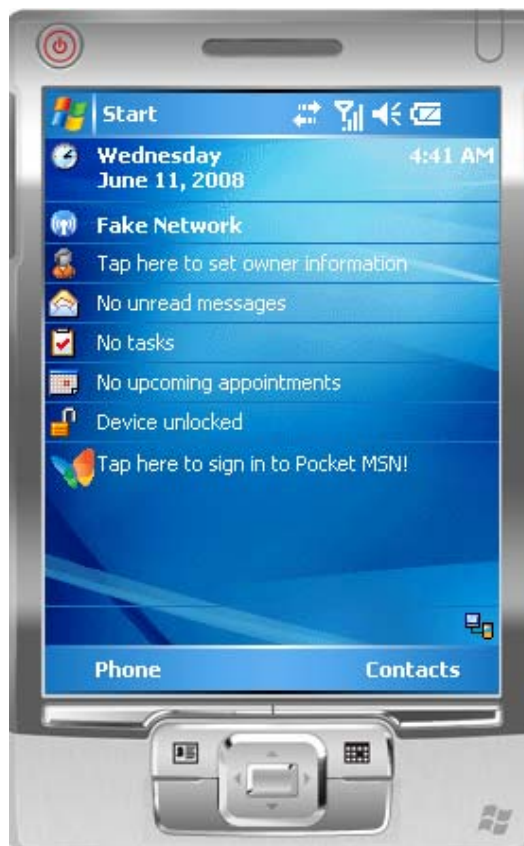 Start
Wednesday
4:41 AM
June 11, 2008
Fake Network
Tap here to set owner information
No unread messages
No tasks
No upcoming appointments
Device unlocked
Tap here to sign in to Pocket MSN!
Phone
Contacts